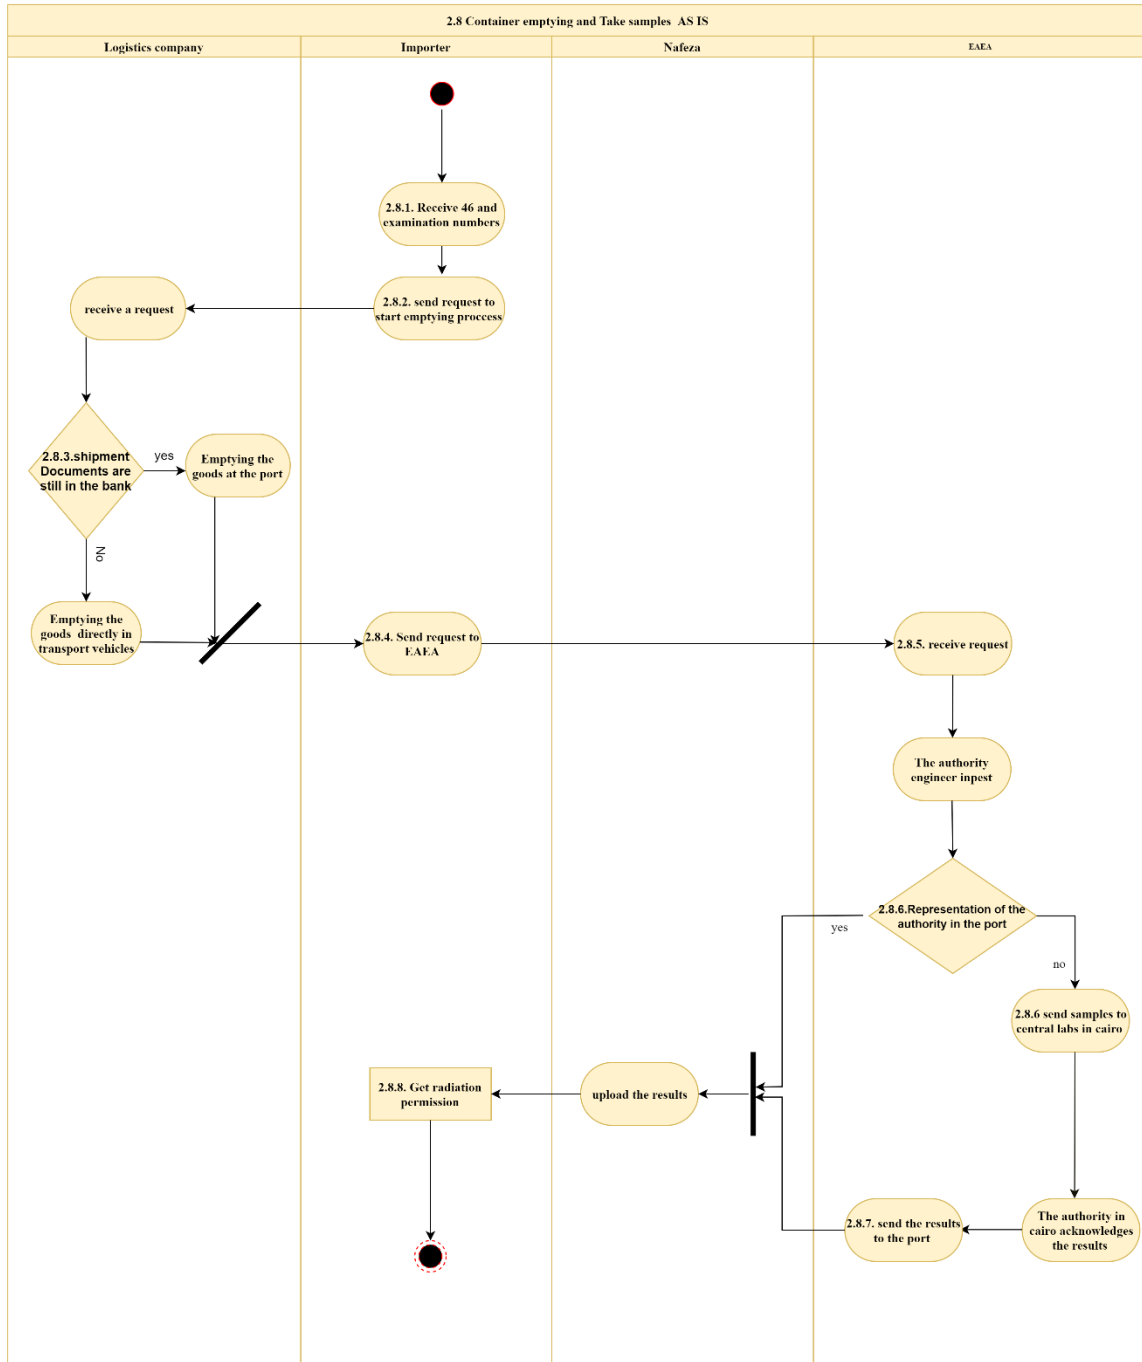 2.8 Container emptying and Take samples AS IS
Logistics company
Importer
Nafeza
EAEA
2.8.1. Receive 46 and
examination numbers
2.8.2. send request to
start emptying proccess
receive a request
2.8.3.shipment
Documents are
still in the bank
yes
Emptying the
goods at the port
No
Emptying the
goods directly in
transport vehicles
2.8.4. Send request to
EAEA
2.8.5. receive request
The authority
engineer inpest
2.8.6.Representation of the
authority in the port
yes
no
2.8.6 send samples to
central labs in cairo
2.8.8. Get radiation
permission
upload the results
2.8.7. send the results
to the port
The authority in
cairo acknowledges
the results